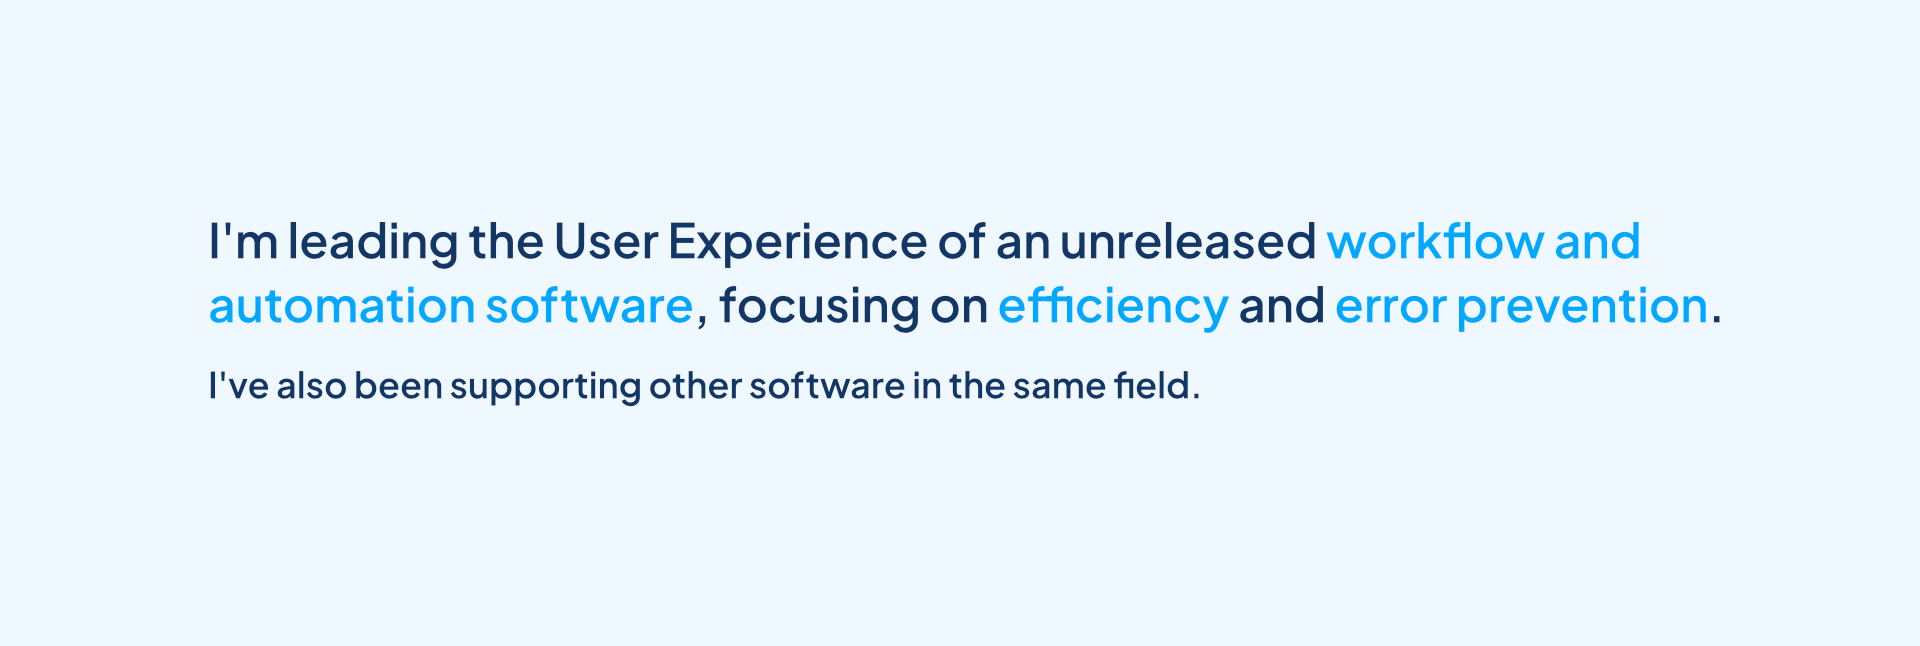 I'm leading the User Experience of an unreleased workflow and
automation software, focusing on efficiency and error prevention.
I've also been supporting other software in the same field.